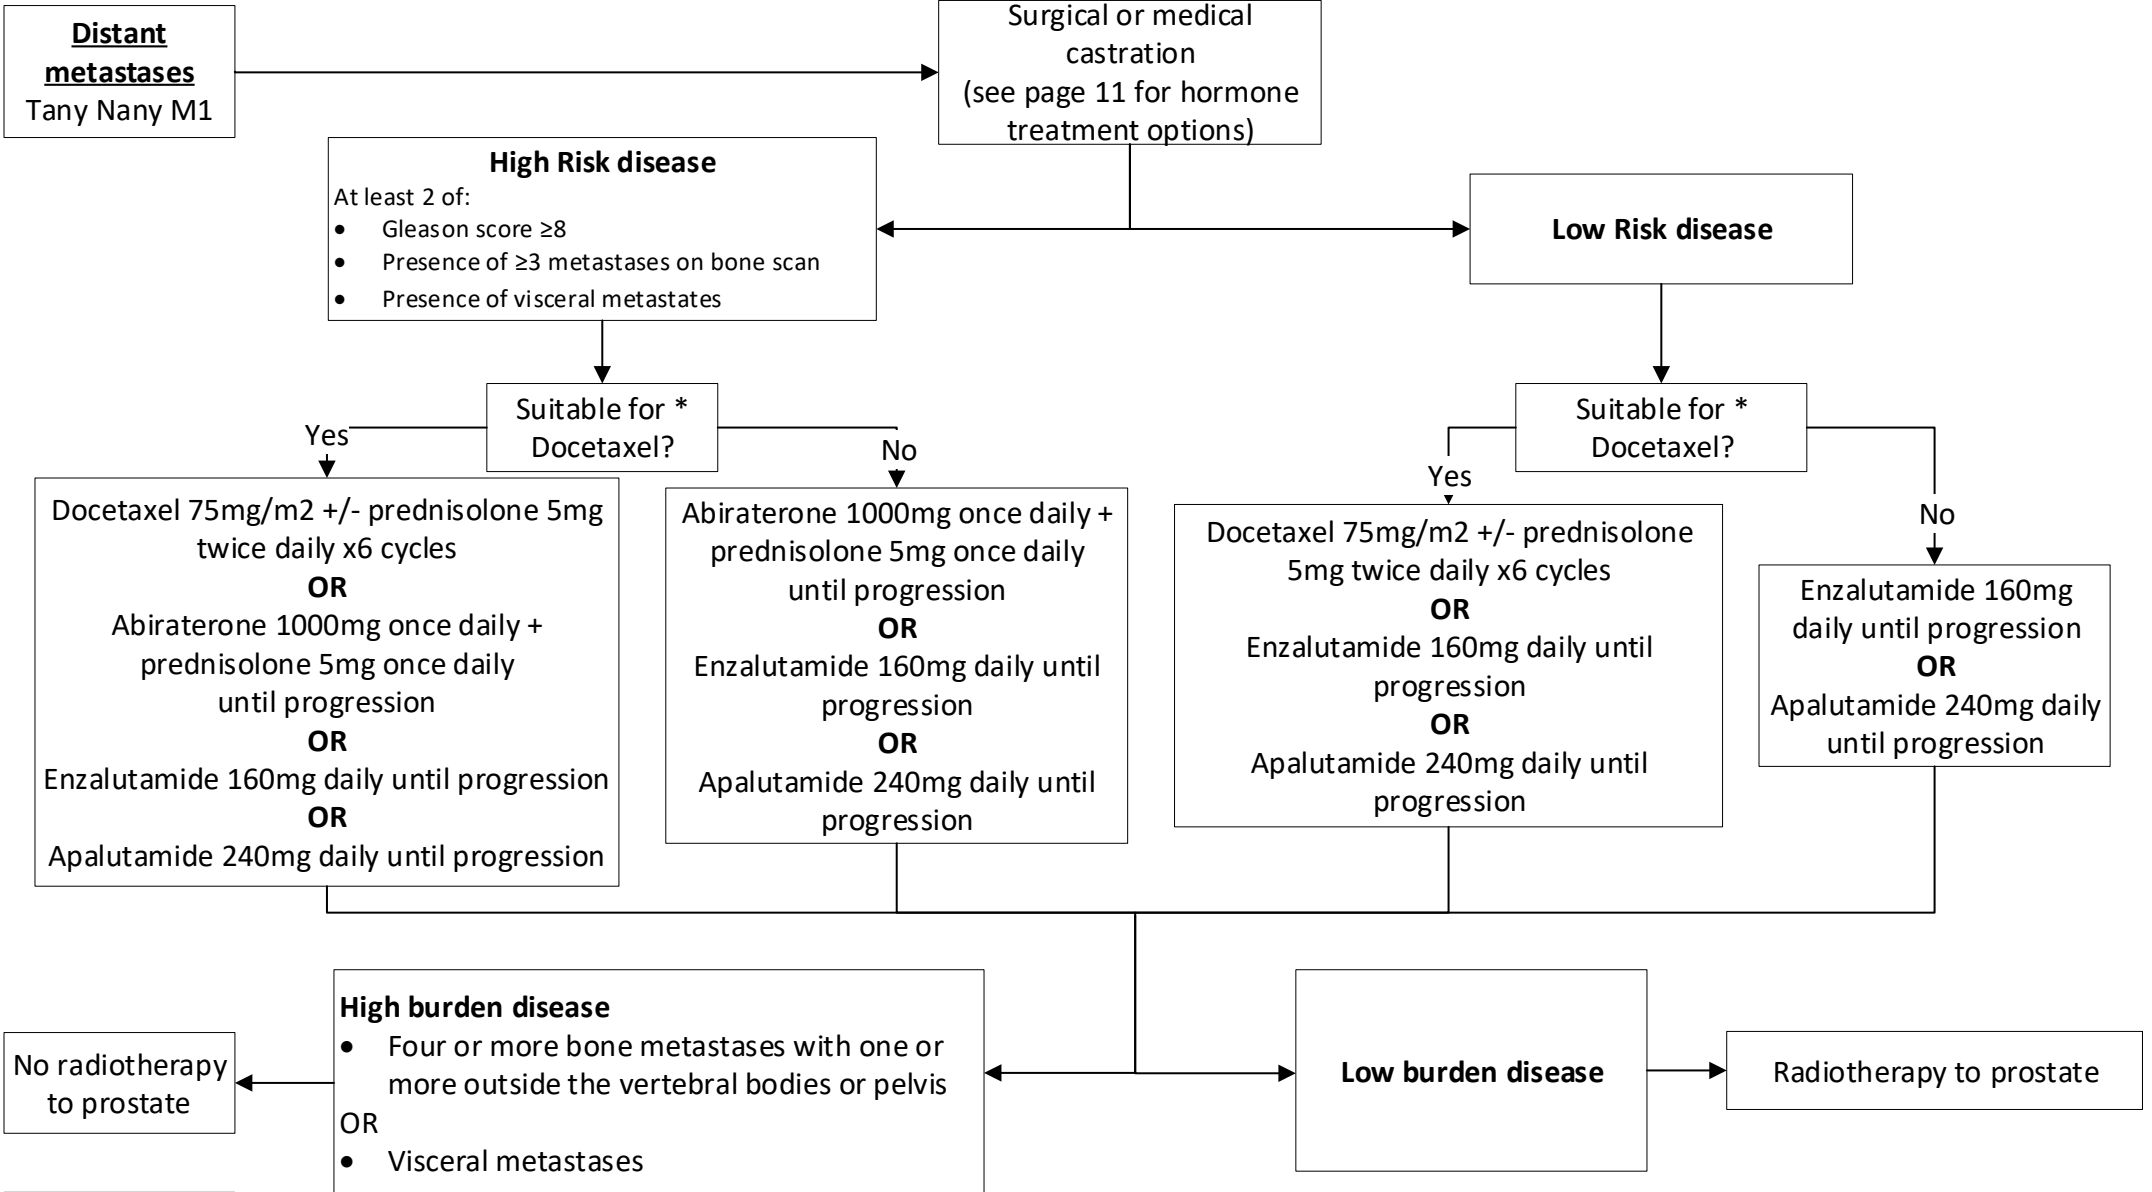 Distant
metastases
Tany Nany M1
Surgical or medical
castration
(see page 11 for hormone
treatment options)
High Risk disease
At least 2 of:
• Gleason score ≥8
• Presence of ≥3 metastases on bone scan
• Presence of visceral metastates
Low Risk disease
Suitable for *
Docetaxel?
Yes
No
Suitable for *
Docetaxel?
Yes
No
Docetaxel 75mg/m2 +/- prednisolone 5mg
twice daily x6 cycles
OR
Abiraterone 1000mg once daily +
prednisolone 5mg once daily
until progression
OR
Enzalutamide 160mg daily until progression
OR
Apalutamide 240mg daily until progression
Abiraterone 1000mg once daily +
prednisolone 5mg once daily
until progression
OR
Enzalutamide 160mg daily until
progression
OR
Apalutamide 240mg daily until
progression
Docetaxel 75mg/m2 +/- prednisolone
5mg twice daily x6 cycles
OR
Enzalutamide 160mg daily until
progression
OR
Apalutamide 240mg daily until
progression
Enzalutamide 160mg
daily until progression
OR
Apalutamide 240mg daily
until progression
No radiotherapy
to prostate
High burden disease
• Four or more bone metastases with one or
more outside the vertebral bodies or pelvis
OR
• Visceral metastases
Low burden disease
Radiotherapy to prostate